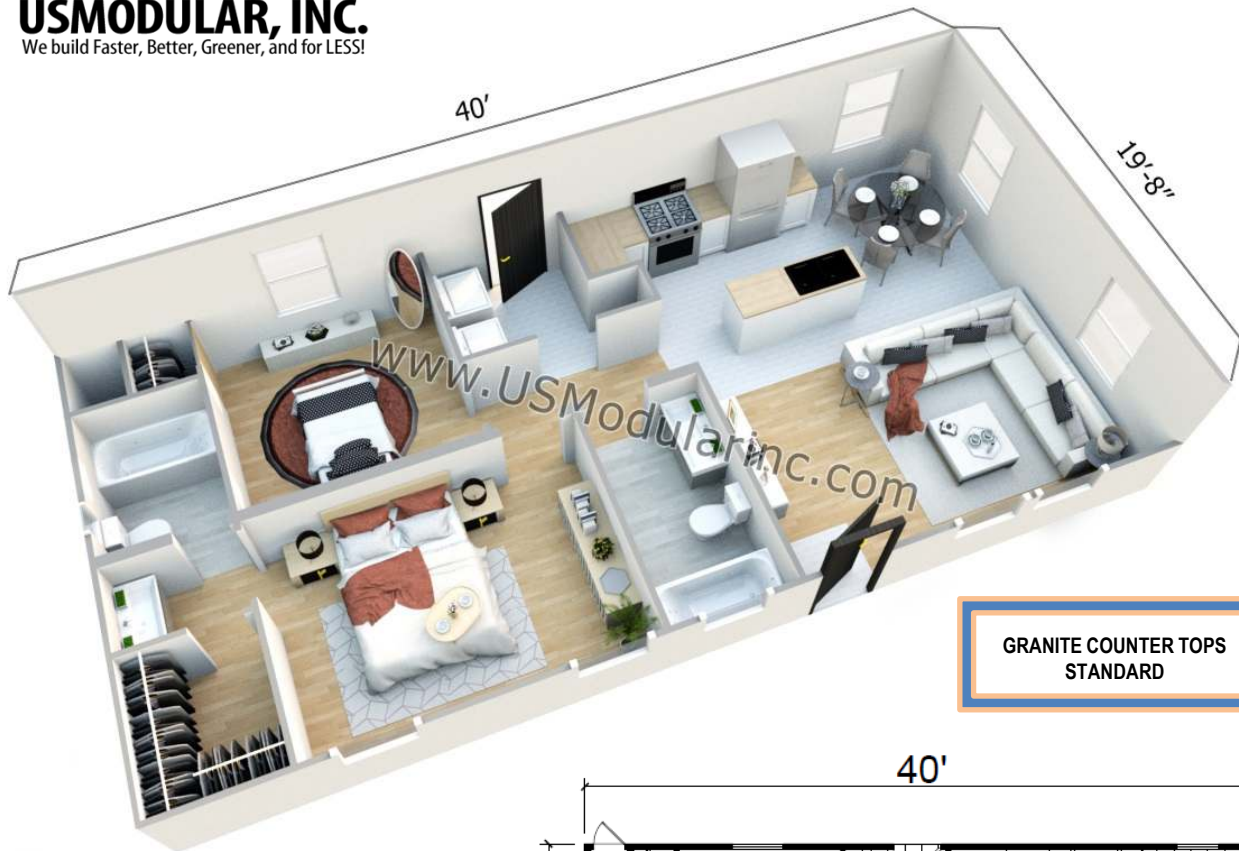 USMODULAR, INC.
We build Faster, Better, Greener, and for LESS!
40'
19'-8"
www.USModularinc.com
GRANITE COUNTER TOPS
STANDARD
40'